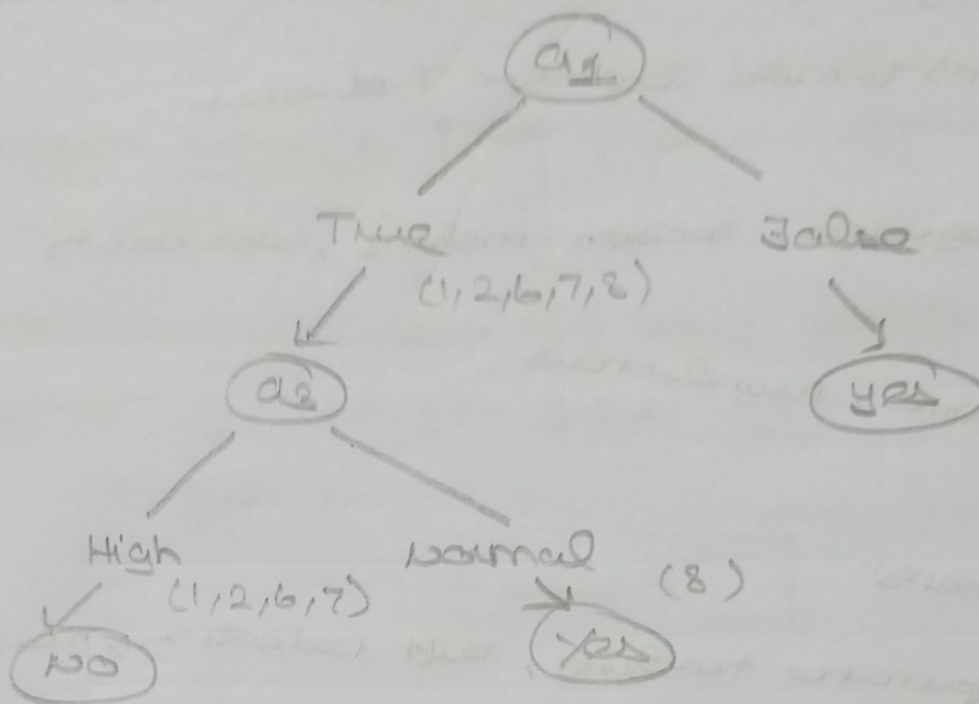 a1
True
False
(1,2,6,7,8)
a2
yes
High
Normal
(1,2,6,7)
(8)
NO
Yes